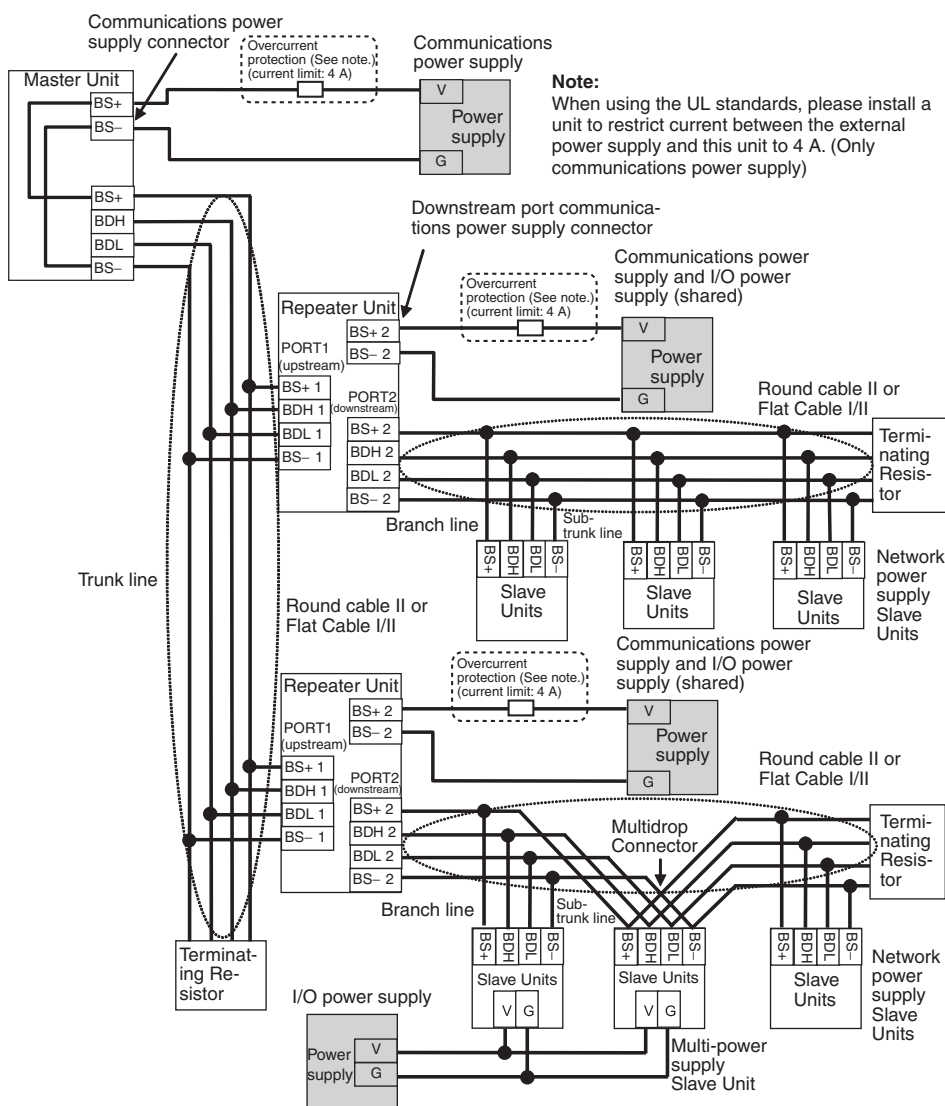 Communications power
supply connector
Overcurrent
protection (See note.)
(current limit: 4 A)
Communications
power supply
Master Unit
BS+
BS−
V
Power
supply
G
Note:
When using the UL standards, please install a
unit to restrict current between the external
power supply and this unit to 4 A. (Only
communications power supply)
BS+
BDH
BDL
BS−
Downstream port communica-
tions power supply connector
Communications power
supply and I/O power
supply (shared)
Overcurrent
protection (See note.)
(current limit: 4 A)
Repeater Unit
BS+ 2
BS− 2
PORT1
(upstream)
V
Power
supply
G
BS+ 1
BDH 1
BDL 1
BS− 1
PORT2
(downstream)
BS+ 2
BDH 2
BDL 2
BS− 2
Round cable II or
Flat Cable I/II
Termi-
nating
Resis-
tor
Branch line
Sub-
trunk line
BS+
BDH
BDL
BS−
Slave
Units
BS+
BDH
BDL
BS−
Slave
Units
BS+
BDH
BDL
BS−
Slave
Units
Network
power
supply
Slave
Units
Trunk line
Round cable II or
Flat Cable I/II
Communications power
supply and I/O power
supply (shared)
Overcurrent
protection (See note.)
(current limit: 4 A)
Repeater Unit
BS+ 2
BS− 2
PORT1
(upstream)
V
Power
supply
G
BS+ 1
BDH 1
BDL 1
BS− 1
PORT2
(downstream)
BS+ 2
BDH 2
BDL 2
BS− 2
Round cable II or
Flat Cable I/II
Multidrop
Connector
Termi-
nating
Resis-
tor
Branch line
Sub-
trunk line
BS+
BDH
BDL
BS−
Slave Units
V
G
BS+
BDH
BDL
BS−
Slave Units
V
G
BS+
BDH
BDL
BS−
Slave
Units
Network
power
supply
Slave
Units
Terminat-
ing Re-
sistor
I/O power supply
Power
supply
V
G
Multi-power
supply
Slave Unit